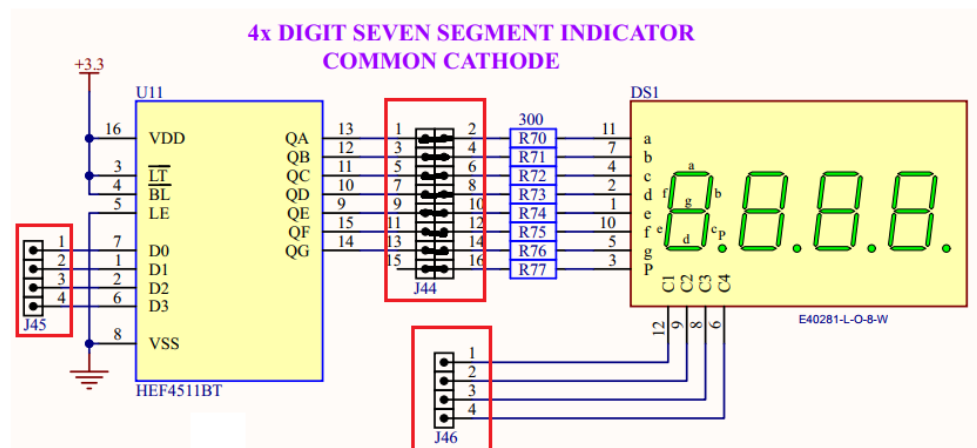 4x DIGIT SEVEN SEGMENT INDICATOR
COMMON CATHODE
+3.3
U11
DS1
16 VDD QA 13 1 2 300 R70 11 a
QB 12 3 4 R71 7 b
3 LT QC 11 5 6 R72 4 c
4 BL QD 10 7 8 R73 2 d
5 LE QE 9 9 10 R74 1 e
QF 15 11 12 R75 10 f
1 7 D0 QG 14 13 14 R76 5 g
2 1 D1 15 16 R77 3 P
3 2 D2
4 6 D3
J45
J44
a f b g e c d P
C1 C2 C3 C4
12 9 8 6
E40281-L-O-8-W
8 VSS
HEF4511BT
1
2
3
4
J46